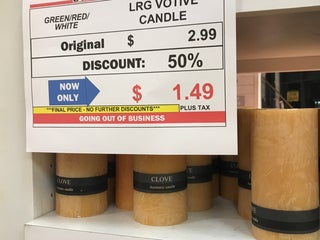 GREEN/RED/
WHITE
LRG VOTIVE
CANDLE
Original $ 2.99
DISCOUNT: 50%
NOW
ONLY
$ 1.49
***FINAL PRICE - NO FURTHER DISCOUNTS***
PLUS TAX
GOING OUT OF BUSINESS
CLOVE
CLOVE
CLOVE